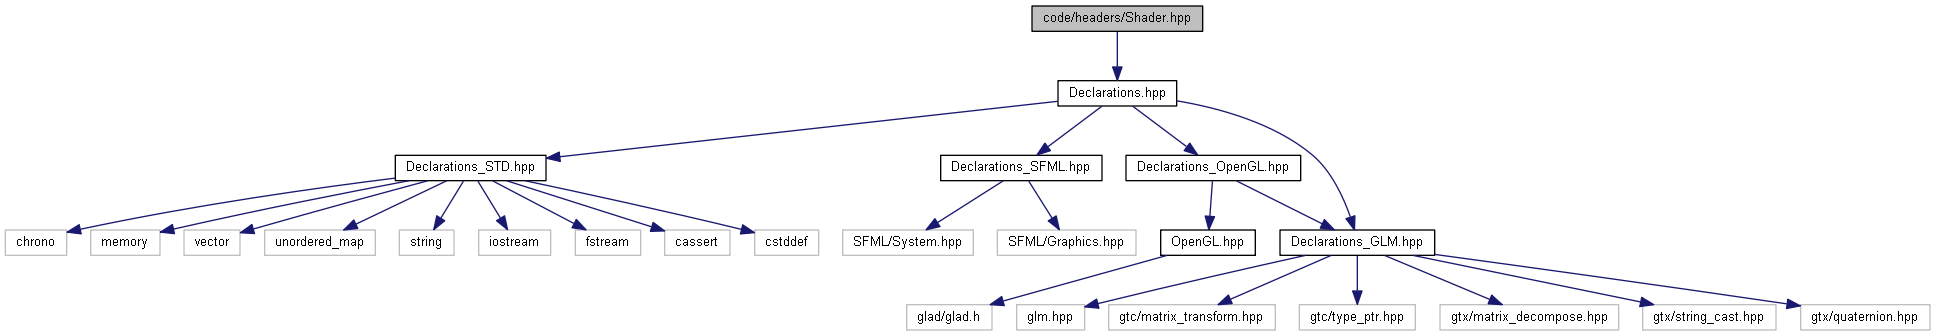 code/headers/Shader.hpp
Declarations.hpp
Declarations_STD.hpp
Declarations_SFML.hpp
Declarations_OpenGL.hpp
chrono
memory
vector
unordered_map
string
iostream
fstream
cassert
cstddef
SFML/System.hpp
SFML/Graphics.hpp
OpenGL.hpp
Declarations_GLM.hpp
glad/glad.h
glm.hpp
gtc/matrix_transform.hpp
gtc/type_ptr.hpp
gtx/matrix_decompose.hpp
gtx/string_cast.hpp
gtx/quaternion.hpp